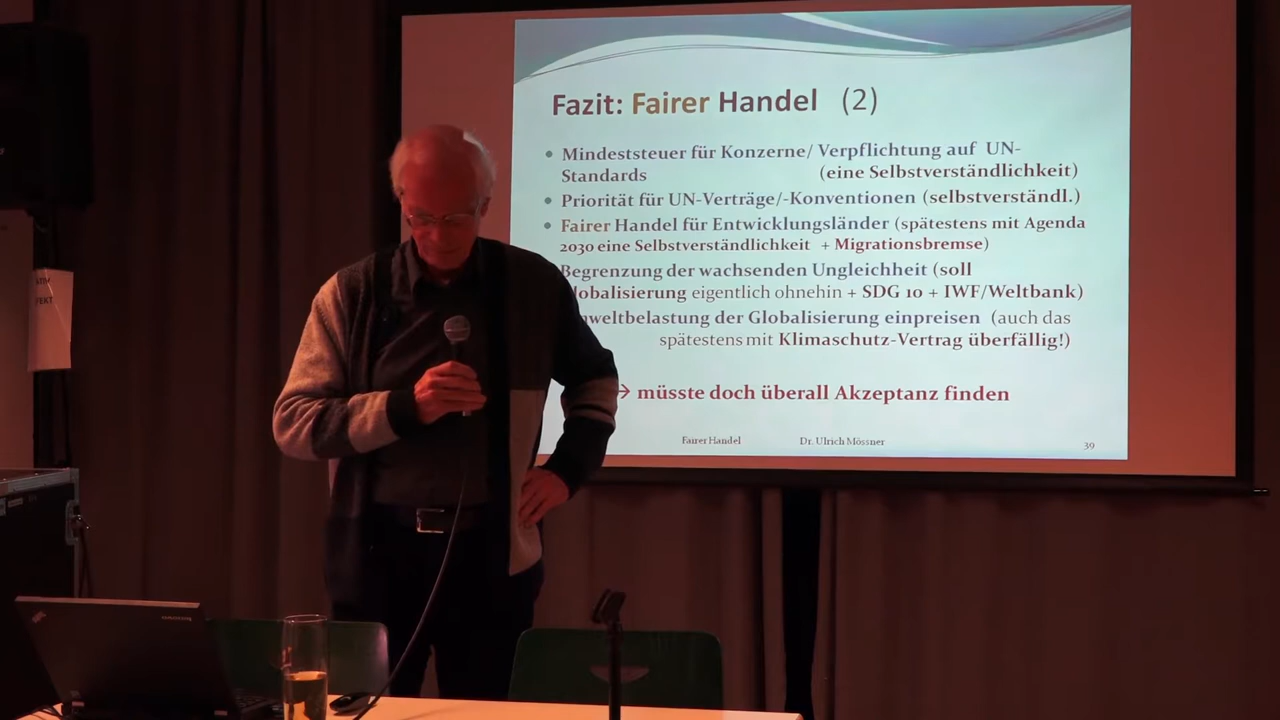 Fazit: Fairer Handel (2)
• Mindeststeuer für Konzerne/ Verpflichtung auf UN-
Standards (eine Selbstverständlichkeit)
• Priorität für UN-Verträge/-Konventionen (selbstverständl.)
• Fairer Handel für Entwicklungsländer (spätestens mit Agenda
2030 eine Selbstverständlichkeit + Migrationsbremse)
Begrenzung der wachsenden Ungleichheit (soll
lobalisierung eigentlich ohnehin + SDG 10 + IWF/Weltbank)
weltbelastung der Globalisierung einpreisen (auch das
spätestens mit Klimaschutz-Vertrag überfällig!)
→ müsste doch überall Akzeptanz finden
Fairer Handel Dr. Ulrich Mössner 39